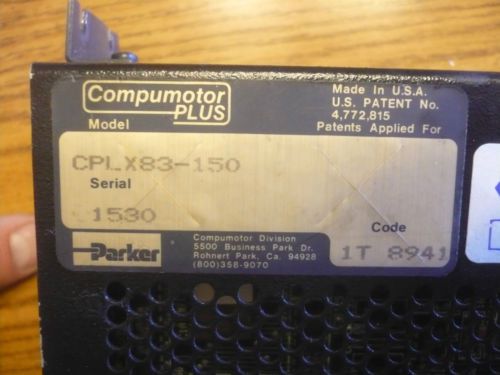 Compumotor
PLUS
Made in U.S.A.
U.S. PATENT No.
4,772,815
Patents Applied For
Model
CPLX83-150
Serial
1530
Code
1T 8941
Parker
Compumotor Division
5500 Business Park Dr.
Rohnert Park, Ca. 94928
(800)358-9070